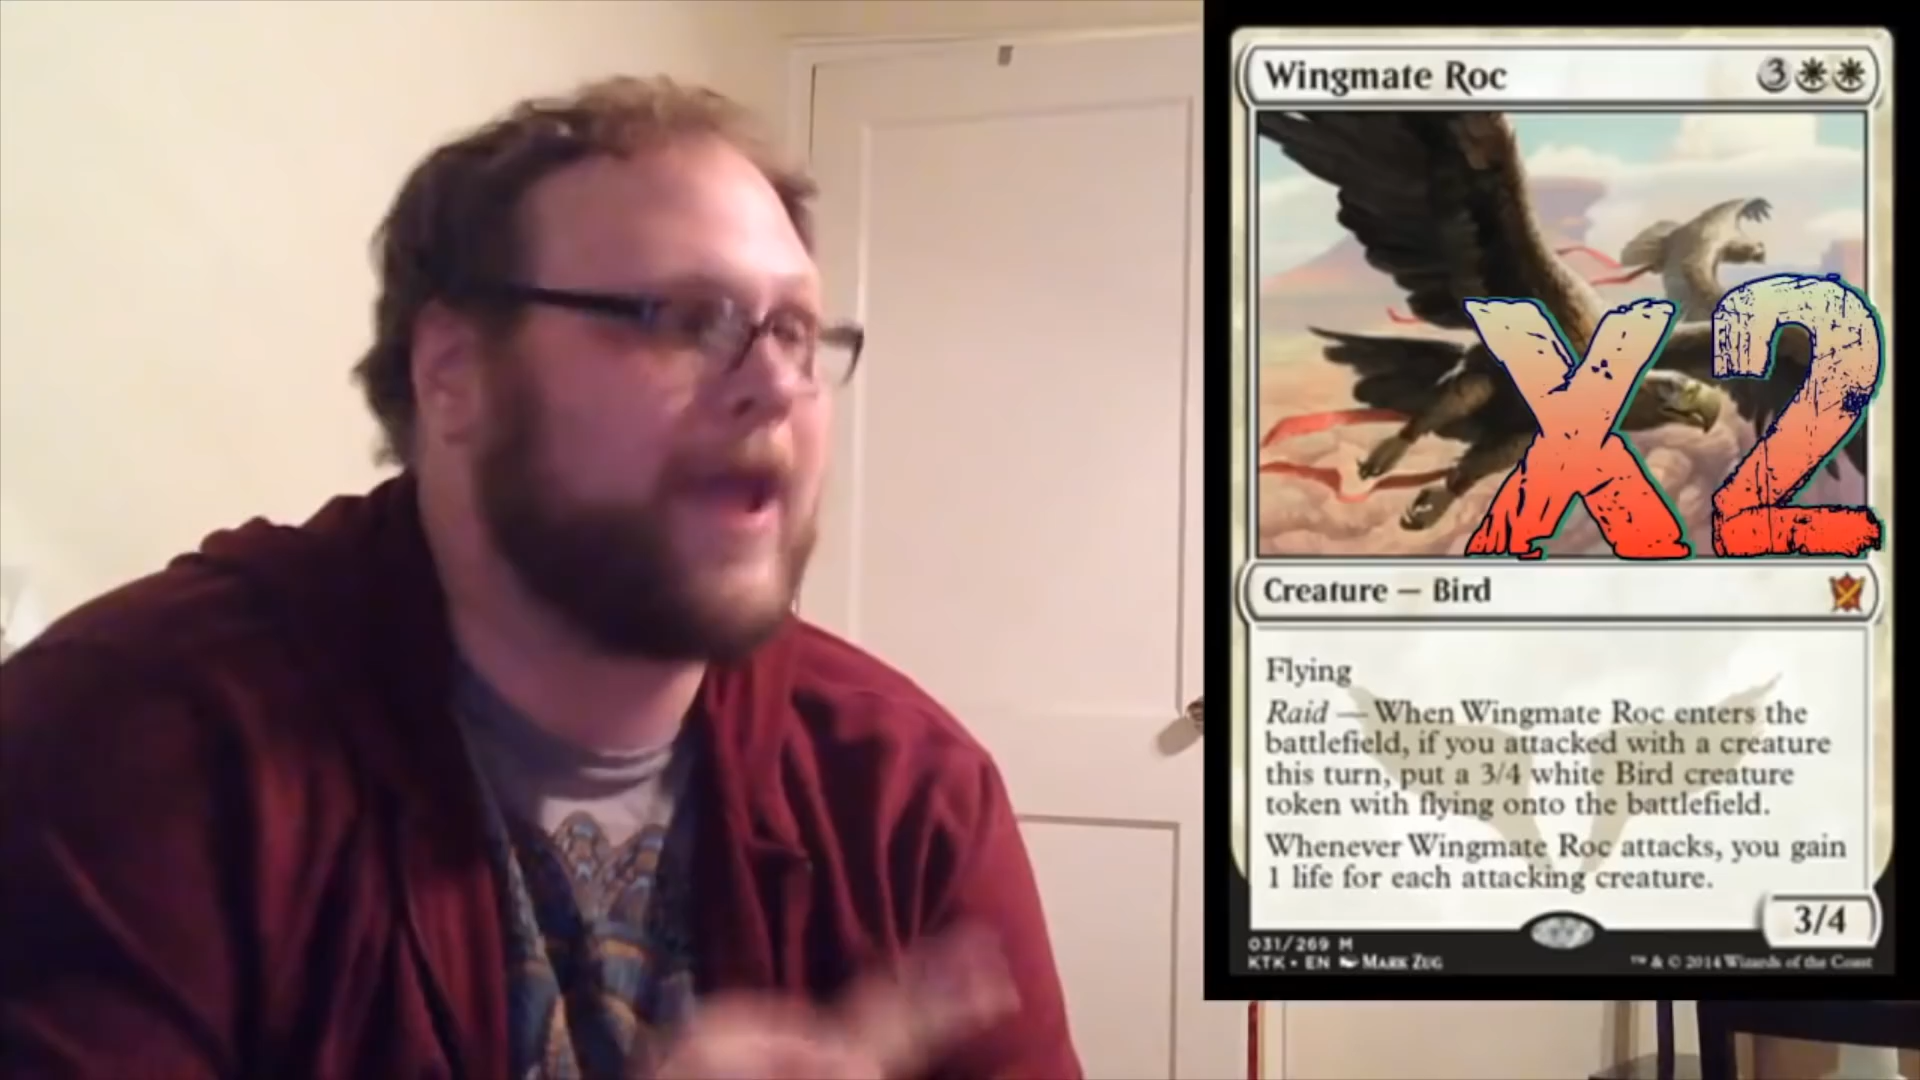 Wingmate Roc 3
X2
Creature — Bird
Flying
Raid — When Wingmate Roc enters the
battlefield, if you attacked with a creature
this turn, put a 3/4 white Bird creature
token with flying onto the battlefield.
Whenever Wingmate Roc attacks, you gain
1 life for each attacking creature.
3/4
031/269 M
KTK • EN MARK ZUG
™ & © 2014 Wizards of the Coast